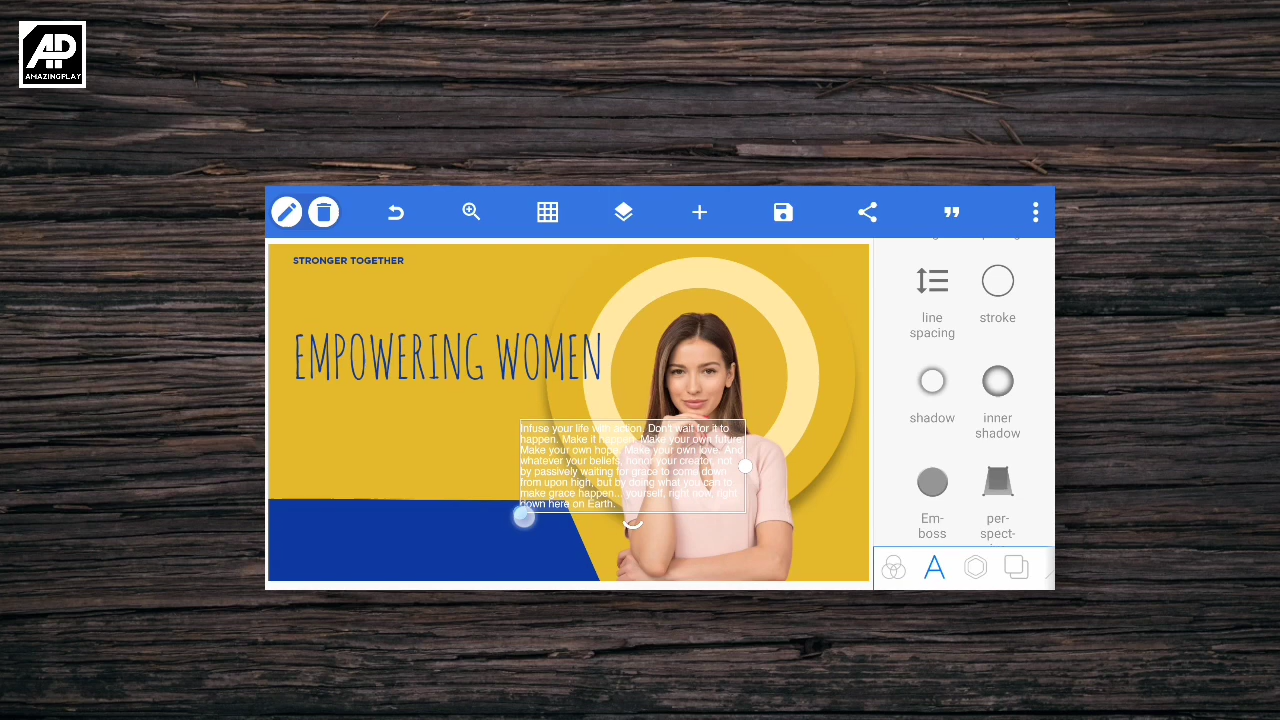 AP
AMAZINGPLAY
STRONGER TOGETHER
EMPOWERING WOMEN
Infuse your life with action. Don't wait for it to
happen. Make it happen. Make your own future.
Make your own hope. Make your own love. And
whatever your beliefs, honor your creator, not
by passively waiting for grace to come down
from upon high, but by doing what you can to
make grace happen... yourself, right now, right
down here on Earth.
line
spacing
stroke
shadow
inner
shadow
Em-
boss
per-
spect-
A